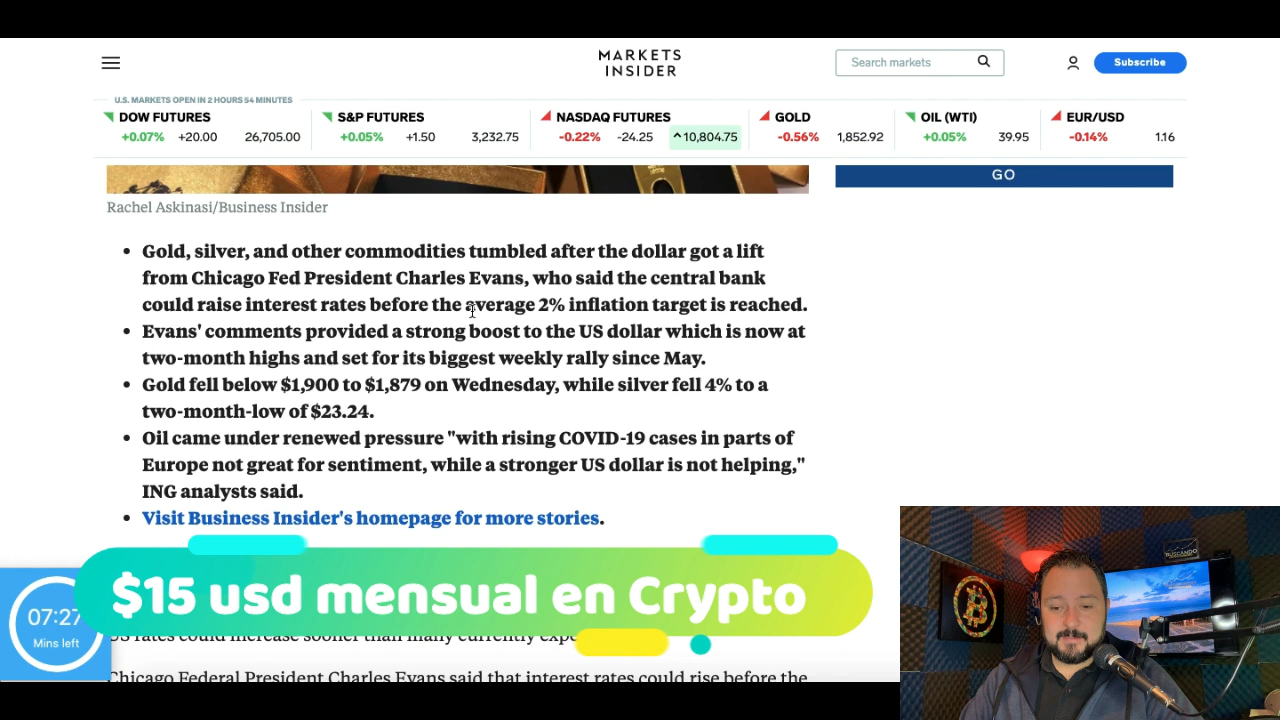 MARKETS
INSIDER
Search markets
Subscribe
U.S. MARKETS OPEN IN 2 HOURS 54 MINUTES
DOW FUTURES
+0.07% +20.00 26,705.00
S&P FUTURES
+0.05% +1.50 3,232.75
NASDAQ FUTURES
-0.22% -24.25 10,804.75
GOLD
-0.56% 1,852.92
OIL (WTI)
+0.05% 39.95
EUR/USD
-0.14% 1.16
GO
Rachel Askinasi/Business Insider
Gold, silver, and other commodities tumbled after the dollar got a lift
from Chicago Fed President Charles Evans, who said the central bank
could raise interest rates before the average 2% inflation target is reached.
Evans' comments provided a strong boost to the US dollar which is now at
two-month highs and set for its biggest weekly rally since May.
Gold fell below $1,900 to $1,879 on Wednesday, while silver fell 4% to a
two-month-low of $23.24.
Oil came under renewed pressure "with rising COVID-19 cases in parts of
Europe not great for sentiment, while a stronger US dollar is not helping,"
ING analysts said.
Visit Business Insider's homepage for more stories.
$15 usd mensual en Crypto
07:27
Mins left
US rates could increase sooner than many currently
Chicago Federal President Charles Evans said that interest rates could rise before the
BUSCANDO